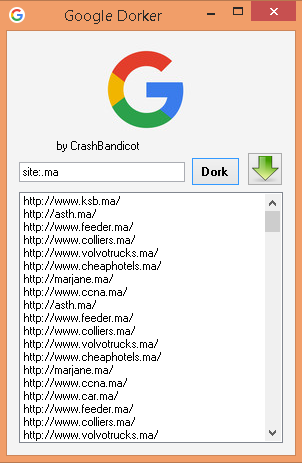 Google Dorker
by CrashBandicot
site:.ma
Dork
http://www.ksb.ma/
http://asth.ma/
http://www.feeder.ma/
http://www.colliers.ma/
http://www.volvotrucks.ma/
http://www.cheaphotels.ma/
http://marjane.ma/
http://www.ccna.ma/
http://asth.ma/
http://www.feeder.ma/
http://www.colliers.ma/
http://www.volvotrucks.ma/
http://www.cheaphotels.ma/
http://marjane.ma/
http://www.ccna.ma/
http://www.car.ma/
http://www.feeder.ma/
http://www.colliers.ma/
http://www.volvotrucks.ma/